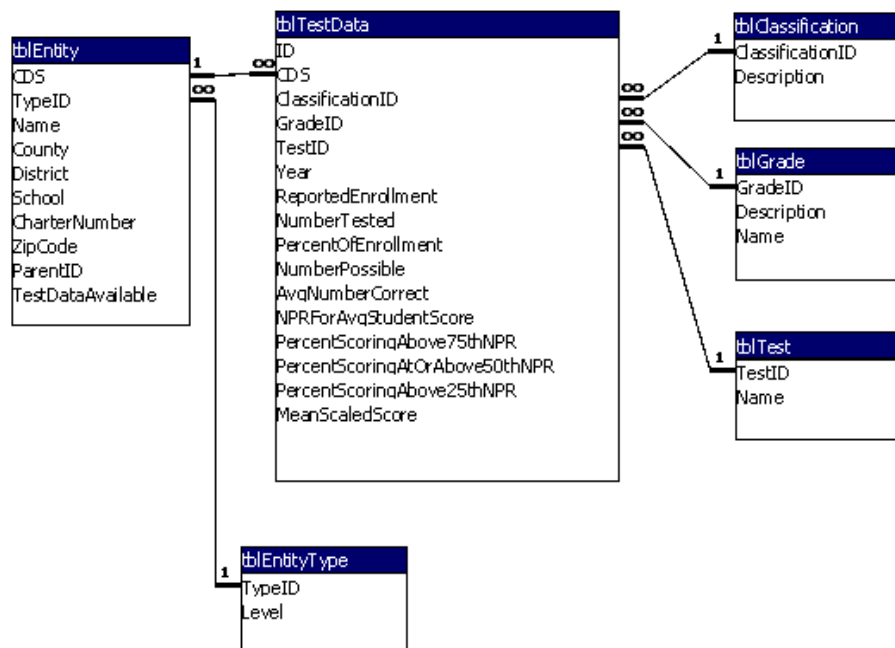 tblEntity
CDS
TypeID
Name
County
District
School
CharterNumber
ZipCode
ParentID
TestDataAvailable
1
∞
tblTestData
ID
CDS
ClassificationID
GradeID
TestID
Year
ReportedEnrollment
NumberTested
PercentOfEnrollment
NumberPossible
AvgNumberCorrect
NPRForAvgStudentScore
PercentScoringAbove75thNPR
PercentScoringAtOrAbove50thNPR
PercentScoringAbove25thNPR
MeanScaledScore
∞
∞
∞
∞
1
tblClassification
ClassificationID
Description
1
tblGrade
GradeID
Description
Name
1
tblTest
TestID
Name
1
tblEntityType
TypeID
Level